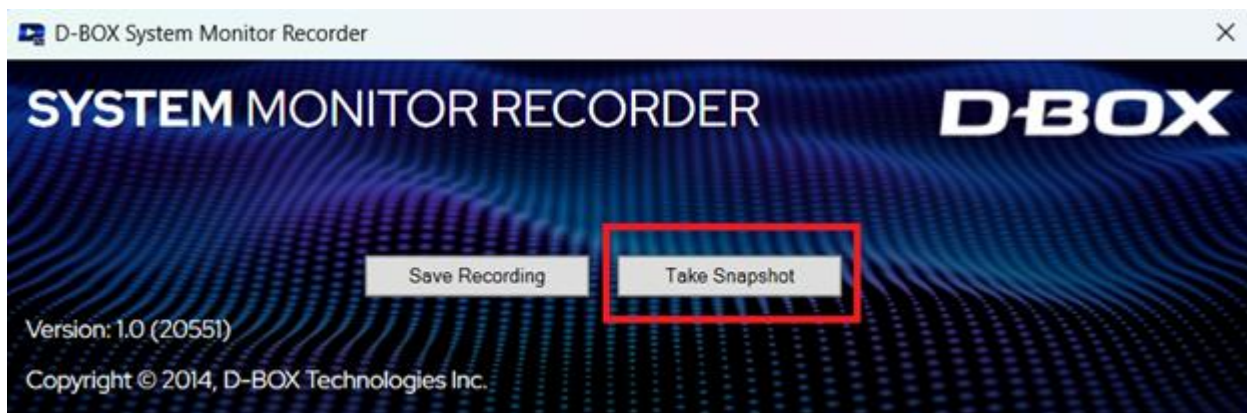 D-BOX System Monitor Recorder
SYSTEM MONITOR RECORDER
D-BOX
Save Recording
Take Snapshot
Version: 1.0 (20551)
Copyright © 2014, D-BOX Technologies Inc.